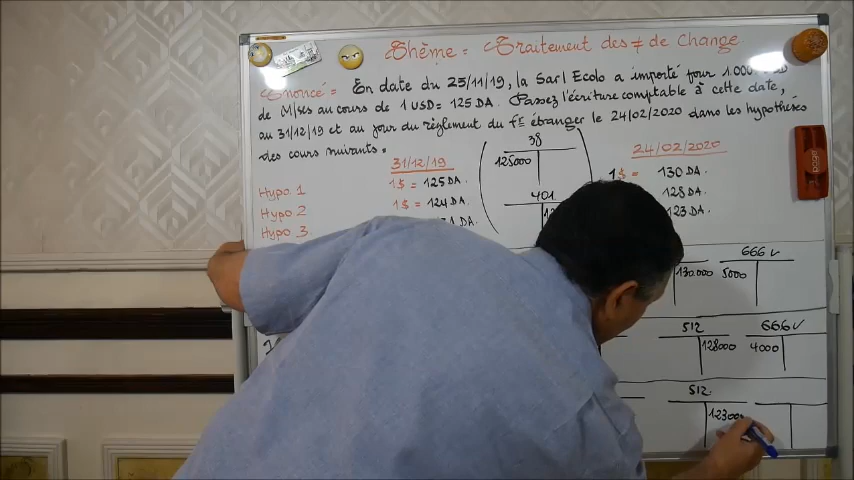 Thème = Traitement des ≠ de Change
Enoncé = En date du 25/11/19, la Sarl Ecolo a importé pour 1.000 USD
de M/ses au cours de 1 USD = 125 DA. Passez l'écriture comptable à cette date,
au 31/12/19 et au jour du règlement du fr étranger le 24/02/2020 dans les hypothèses
des cours suivants =
38
125000
401
31/12/19
24/02/2020
Hypo. 1
1$ = 125 DA.
1$ = 130 DA.
Hypo 2
1$ = 124 DA.
128 DA.
Hypo 3
DA.
123 DA.
666 ✓
130.000
5000
512
666 ✓
128000
4000
512
123000